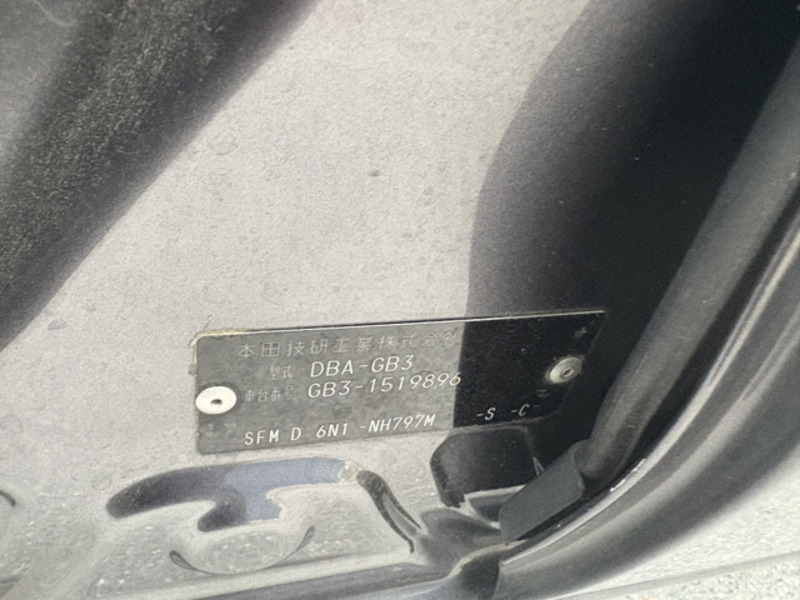 本田技研工業株式会社
型式 DBA-GB3
車台番号 GB3-1519896
SFM D 6N1 -NH797M -S -C-